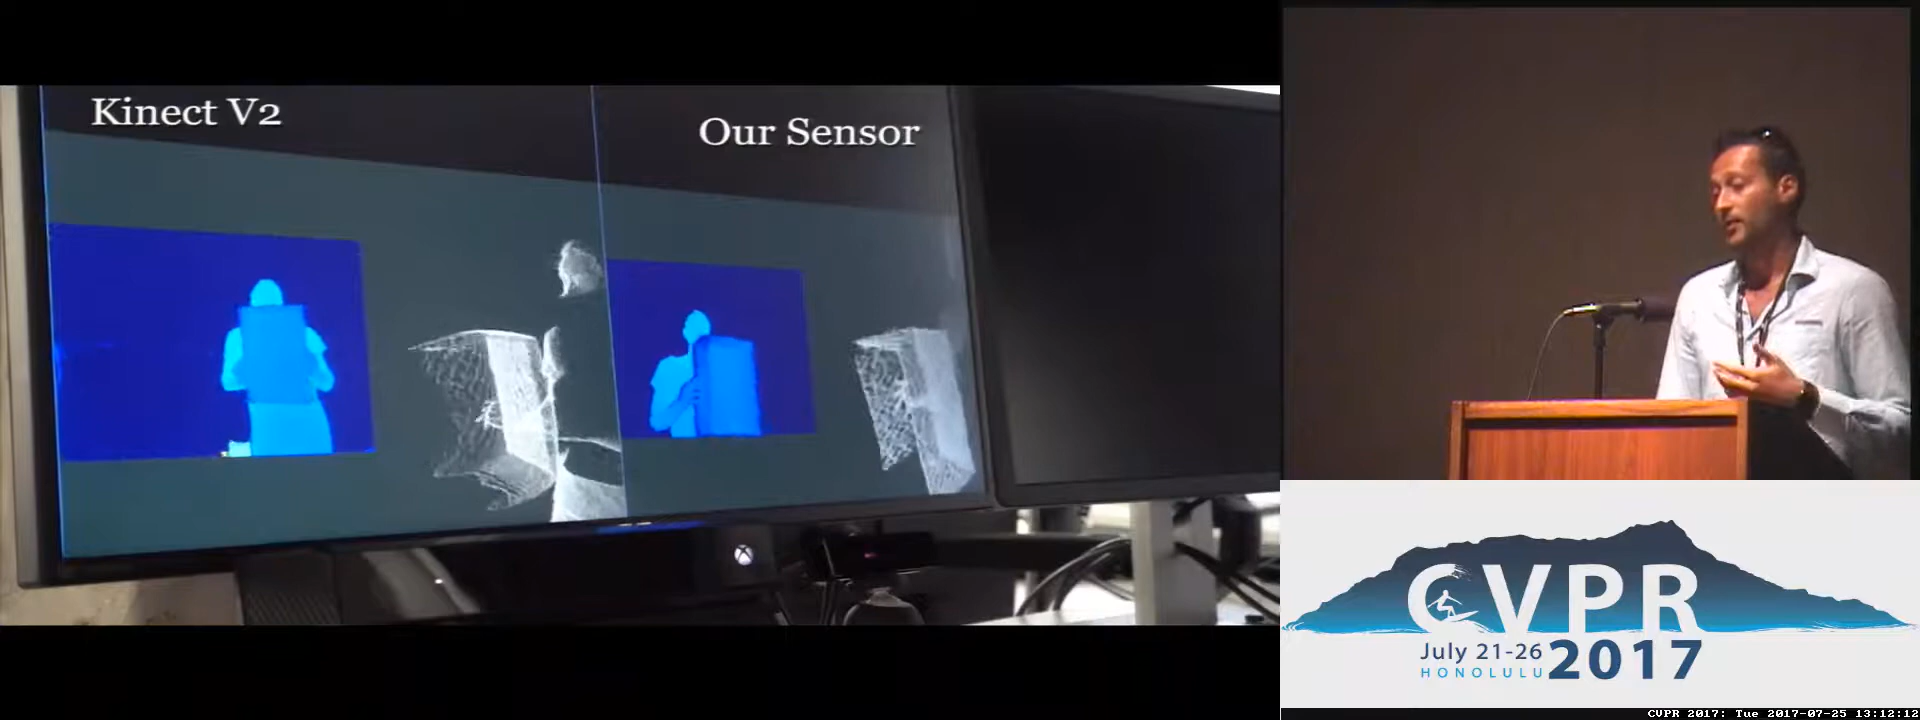 Kinect V2
Our Sensor
CVPR
July 21-26
HONOLULU
2017
CVPR 2017: Tue 2017-07-25 13:12:12